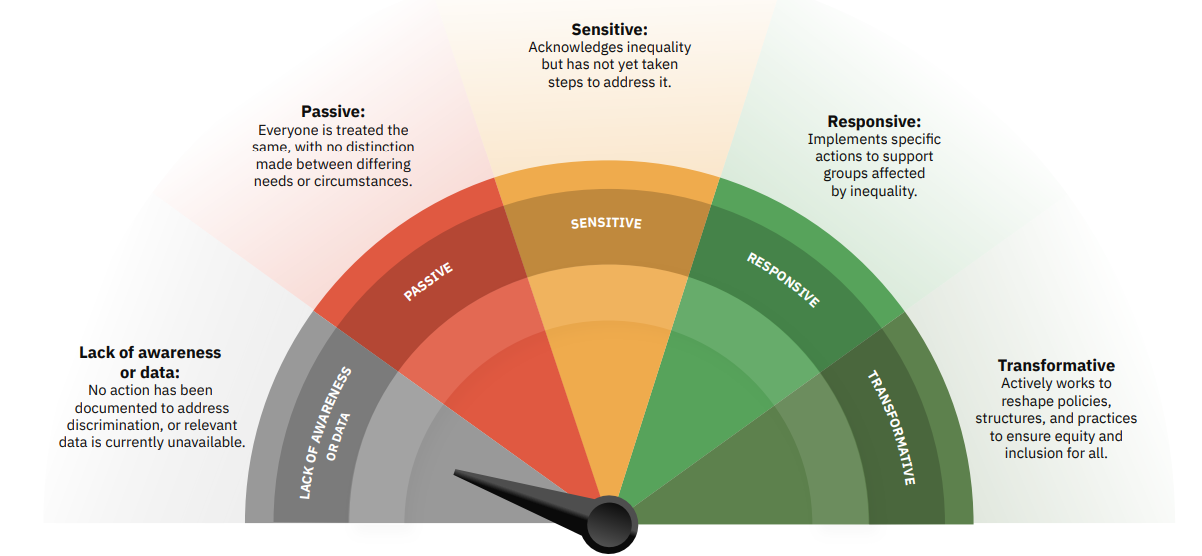 Sensitive:
Acknowledges inequality
but has not yet taken
steps to address it.
Passive:
Everyone is treated the
same, with no distinction
made between differing
needs or circumstances.
Responsive:
Implements specific
actions to support
groups affected
by inequality.
SENSITIVE
PASSIVE
RESPONSIVE
Lack of awareness
or data:
No action has been
documented to address
discrimination, or relevant
data is currently unavailable.
LACK OF AWARENESS
OR DATA
TRANSFORMATIVE
Transformative
Actively works to
reshape policies,
structures, and practices
to ensure equity and
inclusion for all.